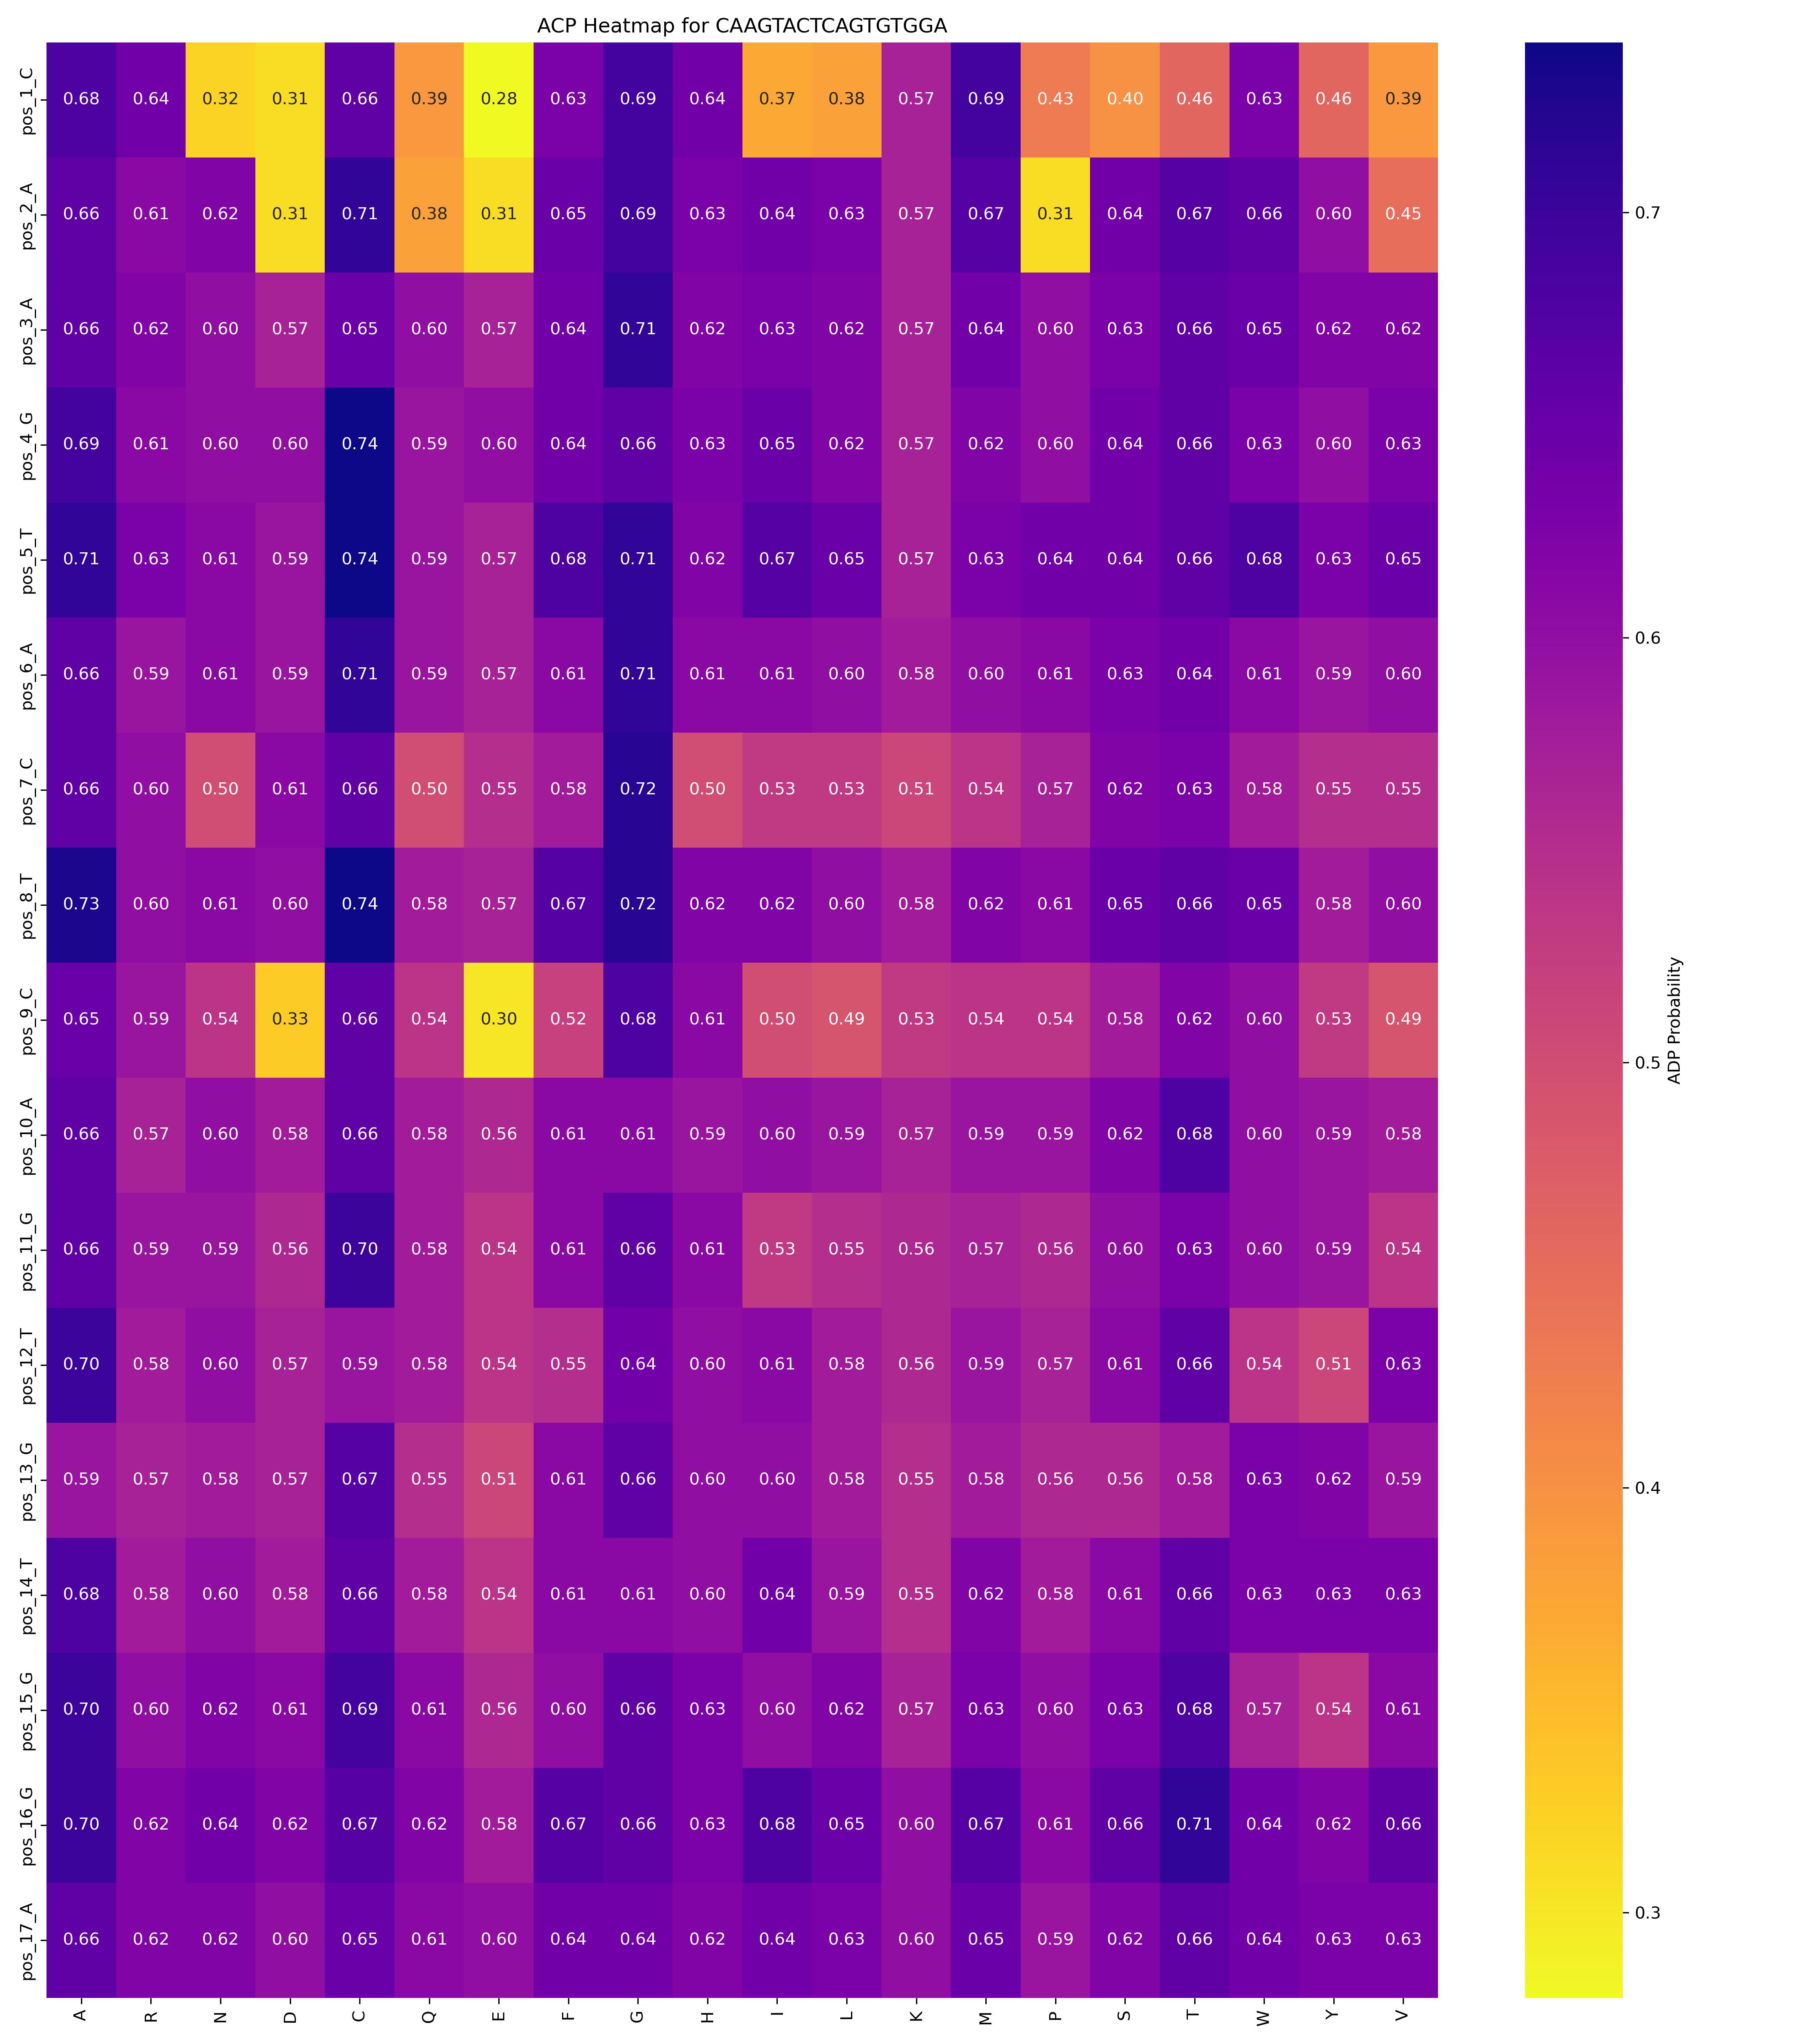 ACP Heatmap for CAAGTACTCAGTGTGGA
pos_1_C 0.68 0.64 0.32 0.31 0.66 0.39 0.28 0.63 0.69 0.64 0.37 0.38 0.57 0.69 0.43 0.40 0.46 0.63 0.46 0.39
pos_2_A 0.66 0.61 0.62 0.31 0.71 0.38 0.31 0.65 0.69 0.63 0.64 0.63 0.57 0.67 0.31 0.64 0.67 0.66 0.60 0.45
0.7
pos_3_A 0.66 0.62 0.60 0.57 0.65 0.60 0.57 0.64 0.71 0.62 0.63 0.62 0.57 0.64 0.60 0.63 0.66 0.65 0.62 0.62
pos_4_G 0.69 0.61 0.60 0.60 0.74 0.59 0.60 0.64 0.66 0.63 0.65 0.62 0.57 0.62 0.60 0.64 0.66 0.63 0.60 0.63
pos_5_T 0.71 0.63 0.61 0.59 0.74 0.59 0.57 0.68 0.71 0.62 0.67 0.65 0.57 0.63 0.64 0.64 0.66 0.68 0.63 0.65
0.6
pos_6_A 0.66 0.59 0.61 0.59 0.71 0.59 0.57 0.61 0.71 0.61 0.61 0.60 0.58 0.60 0.61 0.63 0.64 0.61 0.59 0.60
pos_7_C 0.66 0.60 0.50 0.61 0.66 0.50 0.55 0.58 0.72 0.50 0.53 0.53 0.51 0.54 0.57 0.62 0.63 0.58 0.55 0.55
pos_8_T 0.73 0.60 0.61 0.60 0.74 0.58 0.57 0.67 0.72 0.62 0.62 0.60 0.58 0.62 0.61 0.65 0.66 0.65 0.58 0.60
pos_9_C 0.65 0.59 0.54 0.33 0.66 0.54 0.30 0.52 0.68 0.61 0.50 0.49 0.53 0.54 0.54 0.58 0.62 0.60 0.53 0.49
ADP Probability
0.5
pos_10_A 0.66 0.57 0.60 0.58 0.66 0.58 0.56 0.61 0.61 0.59 0.60 0.59 0.57 0.59 0.59 0.62 0.68 0.60 0.59 0.58
pos_11_G 0.66 0.59 0.59 0.56 0.70 0.58 0.54 0.61 0.66 0.61 0.53 0.55 0.56 0.57 0.56 0.60 0.63 0.60 0.59 0.54
pos_12_T 0.70 0.58 0.60 0.57 0.59 0.58 0.54 0.55 0.64 0.60 0.61 0.58 0.56 0.59 0.57 0.61 0.66 0.54 0.51 0.63
pos_13_G 0.59 0.57 0.58 0.57 0.67 0.55 0.51 0.61 0.66 0.60 0.60 0.58 0.55 0.58 0.56 0.56 0.58 0.63 0.62 0.59
0.4
pos_14_T 0.68 0.58 0.60 0.58 0.66 0.58 0.54 0.61 0.61 0.60 0.64 0.59 0.55 0.62 0.58 0.61 0.66 0.63 0.63 0.63
pos_15_G 0.70 0.60 0.62 0.61 0.69 0.61 0.56 0.60 0.66 0.63 0.60 0.62 0.57 0.63 0.60 0.63 0.68 0.57 0.54 0.61
pos_16_G 0.70 0.62 0.64 0.62 0.67 0.62 0.58 0.67 0.66 0.63 0.68 0.65 0.60 0.67 0.61 0.66 0.71 0.64 0.62 0.66
0.3
pos_17_A 0.66 0.62 0.62 0.60 0.65 0.61 0.60 0.64 0.64 0.62 0.64 0.63 0.60 0.65 0.59 0.62 0.66 0.64 0.63 0.63
A R N D C Q E F G H I L K M P S T W Y V